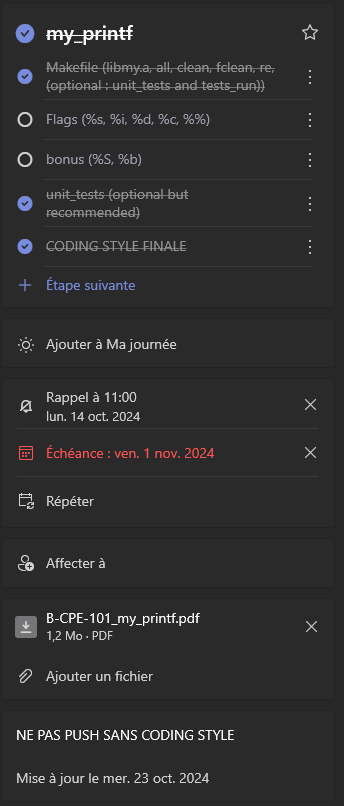 my_printf
Makefile (libmy.a, all, clean, fclean, re,
(optional : unit_tests and tests_run))
Flags (%s, %i, %d, %c, %%)
bonus (%S, %b)
unit_tests (optional but
recommended)
CODING STYLE FINALE
Étape suivante
Ajouter à Ma journée
Rappel à 11:00
lun. 14 oct. 2024
Échéance : ven. 1 nov. 2024
Répéter
Affecter à
B-CPE-101_my_printf.pdf
1,2 Mo · PDF
Ajouter un fichier
NE PAS PUSH SANS CODING STYLE
Mise à jour le mer. 23 oct. 2024